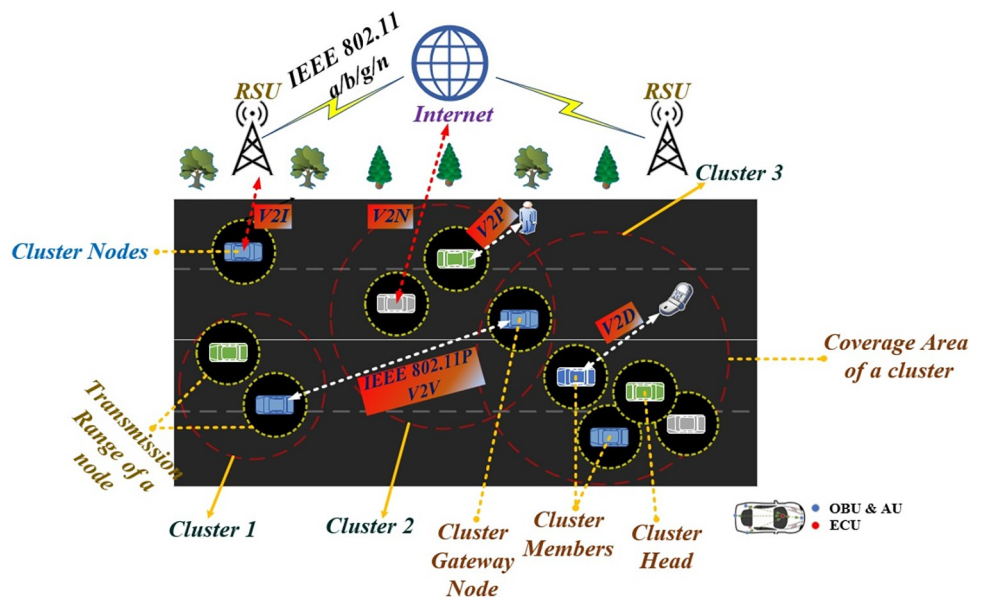 IEEE 802.11
a/b/g/n
RSU
RSU
Internet
Cluster 3
V2I
V2N
V2P
Cluster Nodes
V2D
Coverage Area
of a cluster
IEEE 802.11P
V2V
Transmission
Range of a
node
Cluster 1
Cluster 2
Cluster
Gateway
Node
Cluster
Members
Cluster
Head
OBU & AU
ECU